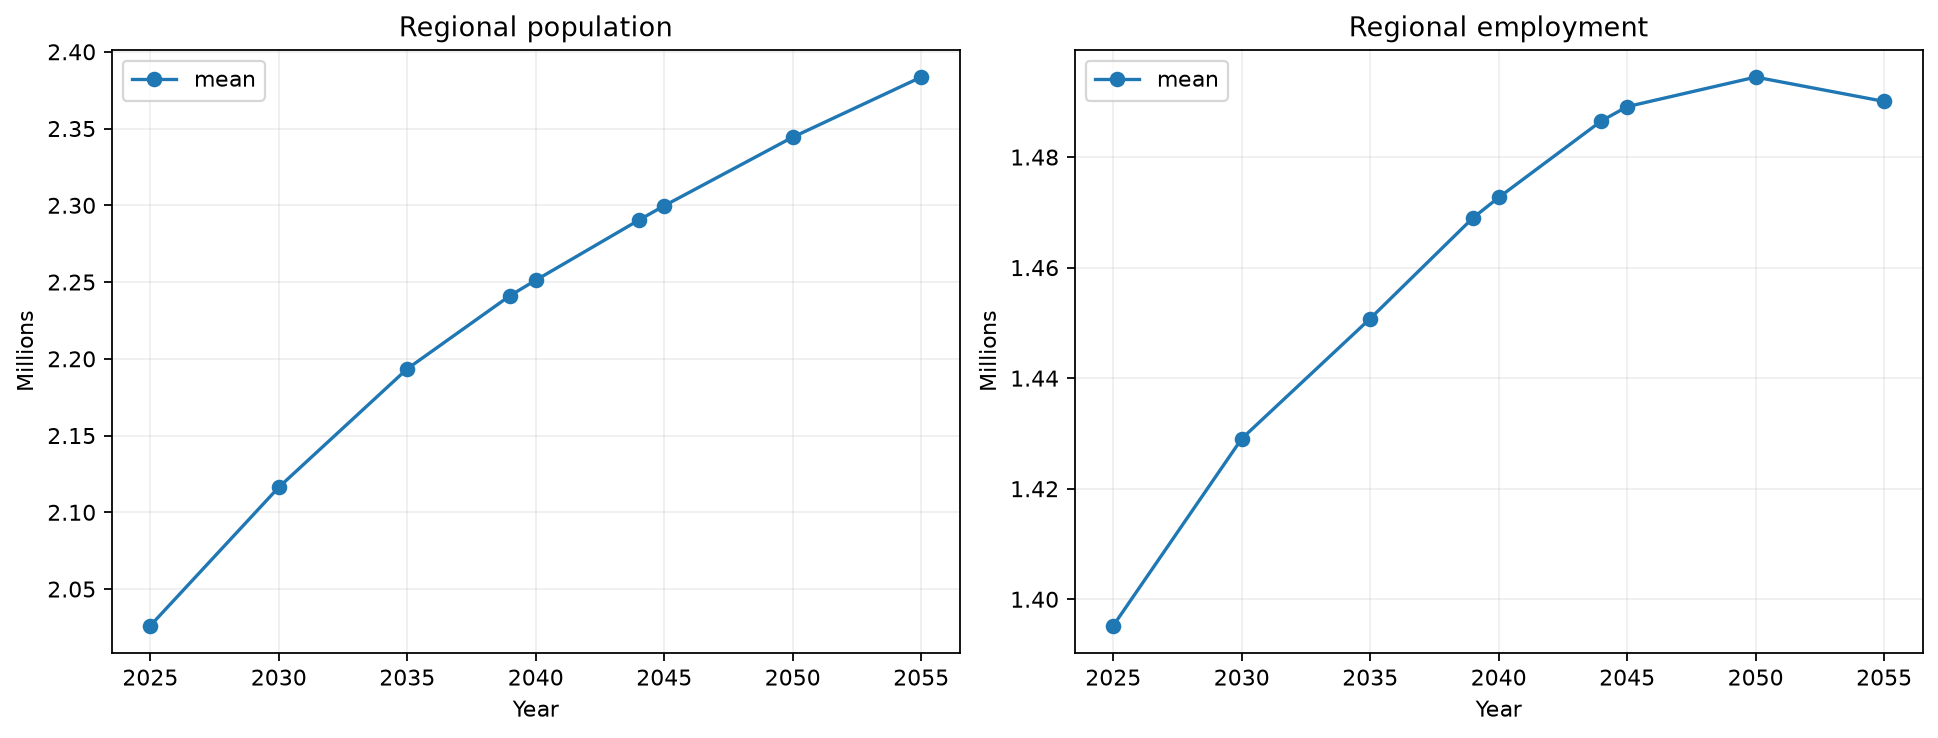 Regional population
mean
2.40
2.35
2.30
2.25
2.20
2.15
2.10
2.05
Millions
2025 2030 2035 2040 2045 2050 2055
Year
Regional employment
mean
1.48
1.46
1.44
1.42
1.40
Millions
2025 2030 2035 2040 2045 2050 2055
Year